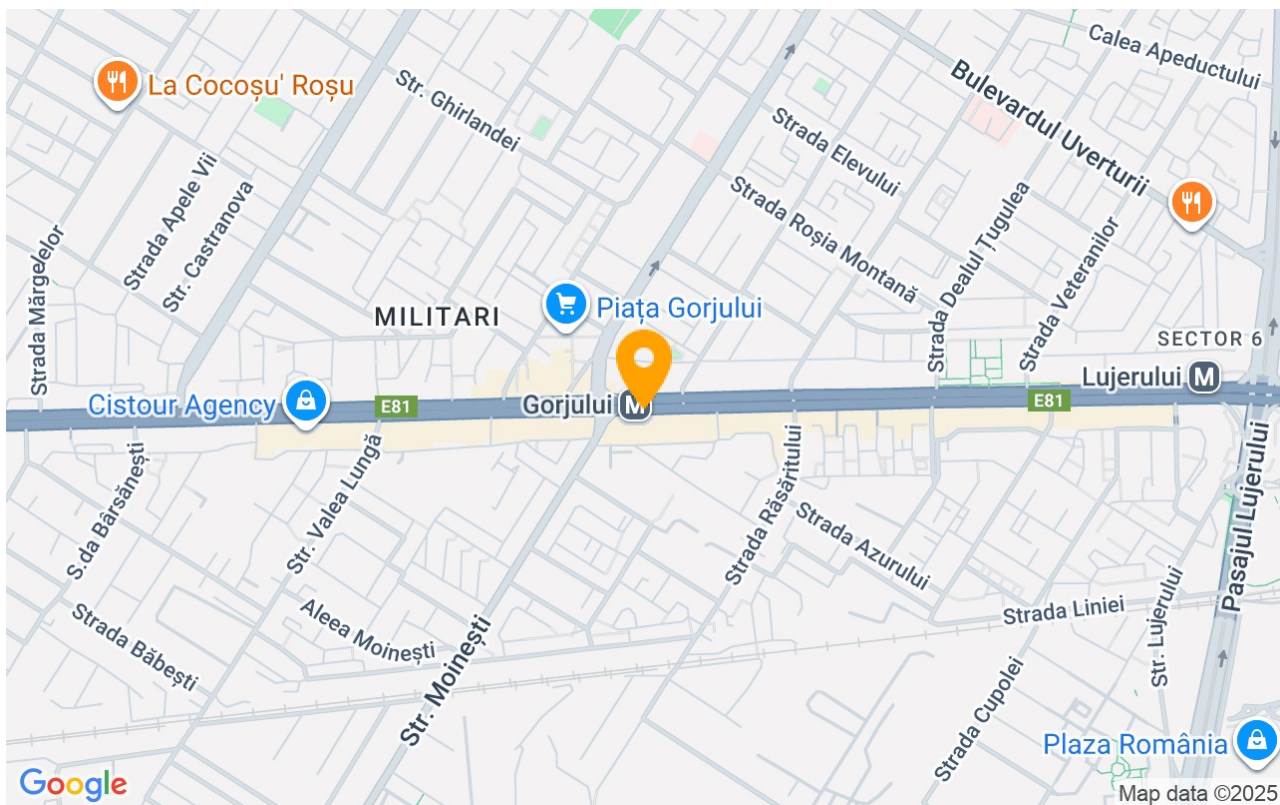 Calea Apeductului
La Cocoșu' Roșu
Str. Ghirlandei
Bulevardul Uverturii
Strada Elevului
Strada Apele Vii
Str. Castranova
Strada Mărgelelor
Strada Roșia Montană
Strada Dealul Țugulea
Strada Veteranilor
MILITARI
Piața Gorjului
SECTOR 6
Lujerului M
Cistour Agency
E81
Gorjului M
E81
S.da Bârsănești
Str. Valea Lungă
Strada Răsăritului
Strada Azurului
Pasajul Lujerului
Strada Liniei
Str. Lujerului
Aleea Moinești
Strada Băbești
Str. Moinești
Strada Cupolei
Plaza România
Google
Map data ©2025